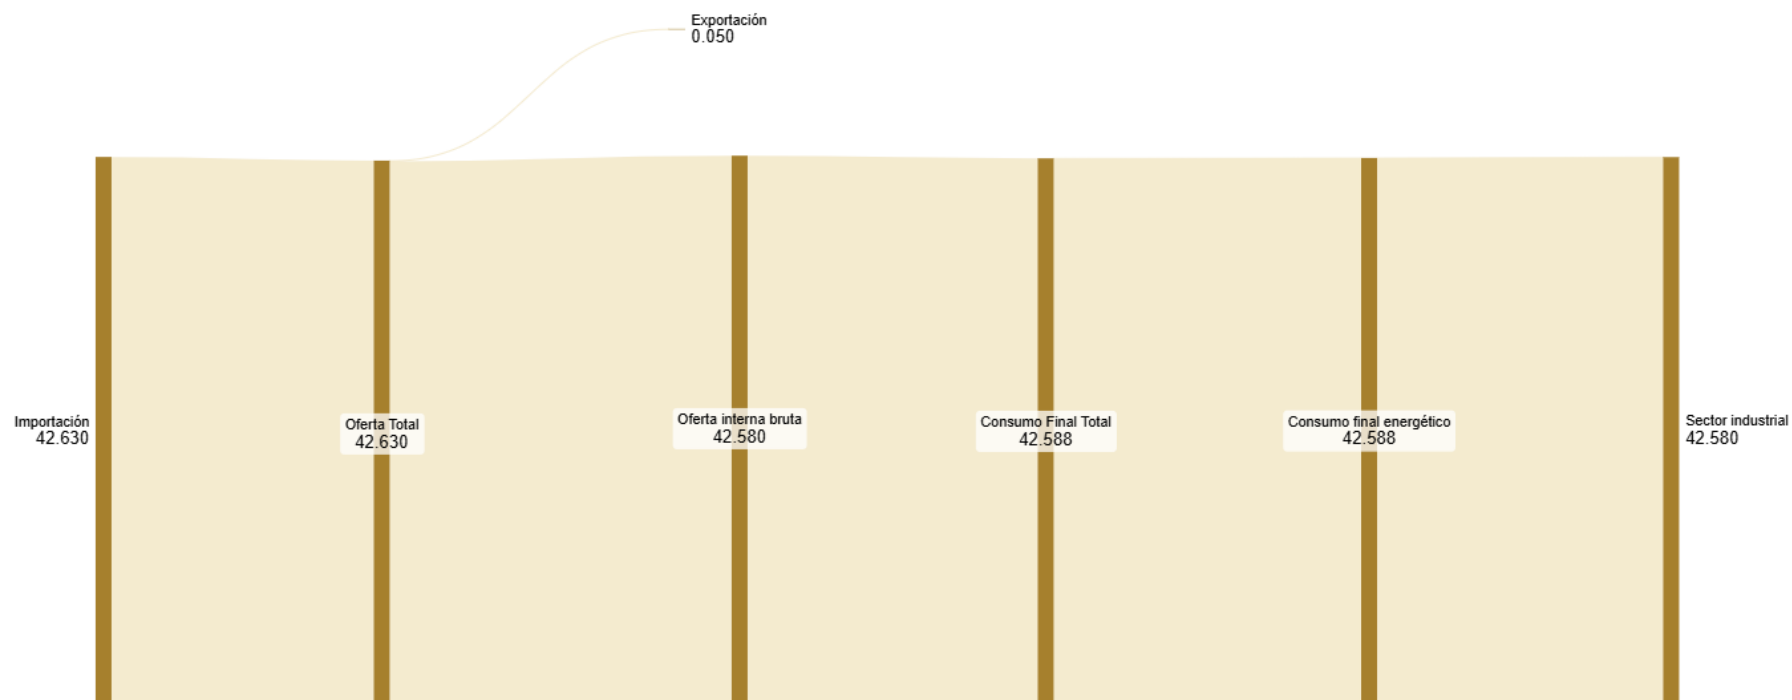 Exportación
0.050
Importación
42.630
Oferta Total
42.630
Oferta interna bruta
42.580
Consumo Final Total
42.588
Consumo final energético
42.588
Sector industrial
42.580